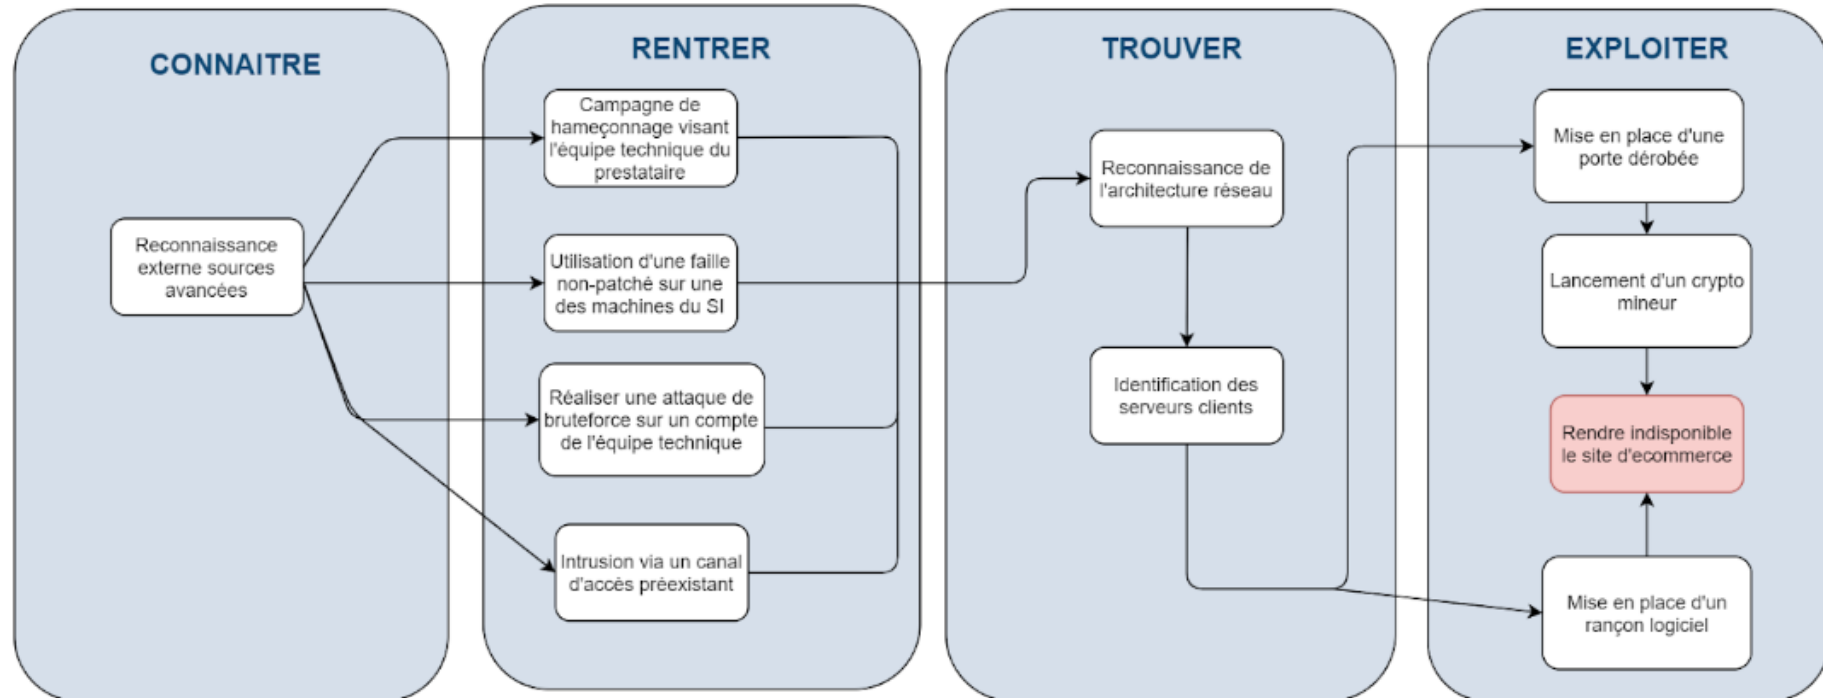 CONNAITRE
Reconnaissance
externe sources
avancées
RENTRER
Campagne de
hameçonnage visant
l'équipe technique du
prestataire
Utilisation d'une faille
non-patché sur une
des machines du SI
Réaliser une attaque de
bruteforce sur un compte
de l'équipe technique
Intrusion via un canal
d'accès préexistant
TROUVER
Reconnaissance de
l'architecture réseau
Identification des
serveurs clients
EXPLOITER
Mise en place d'une
porte dérobée
Lancement d'un crypto
mineur
Rendre indisponible
le site d'ecommerce
Mise en place d'un
rançon logiciel